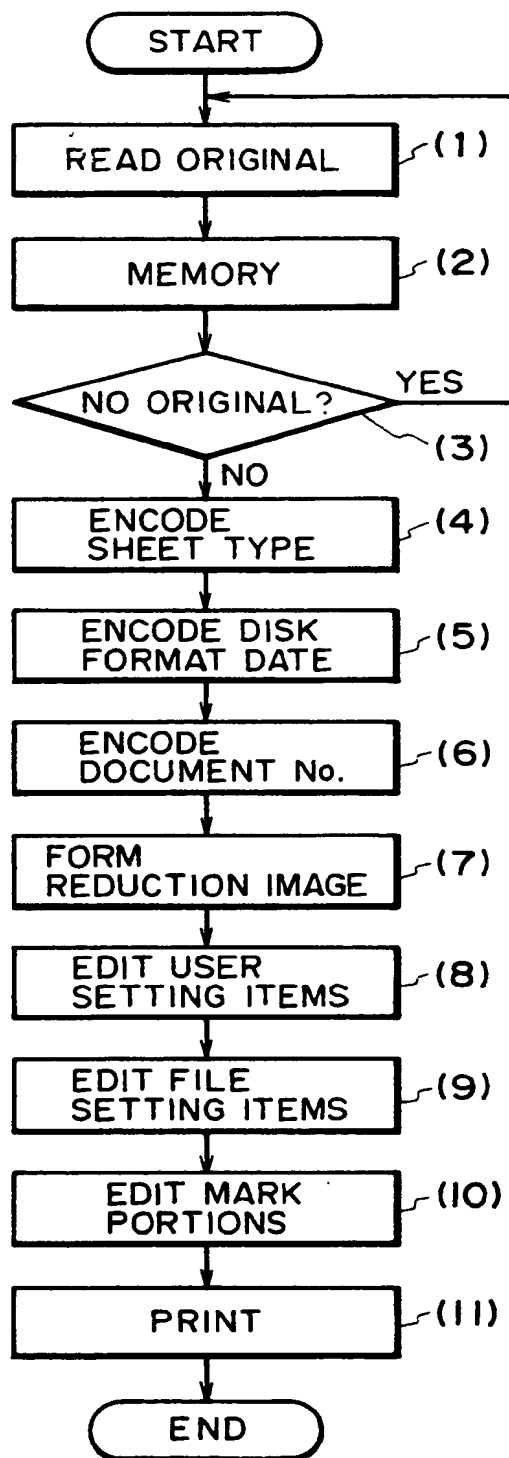 START
READ ORIGINAL (1)
MEMORY (2)
NO ORIGINAL? YES
(3)
NO
ENCODE
SHEET TYPE (4)
ENCODE DISK
FORMAT DATE (5)
ENCODE
DOCUMENT No. (6)
FORM
REDUCTION IMAGE (7)
EDIT USER
SETTING ITEMS (8)
EDIT FILE
SETTING ITEMS (9)
EDIT MARK
PORTIONS (10)
PRINT (11)
END